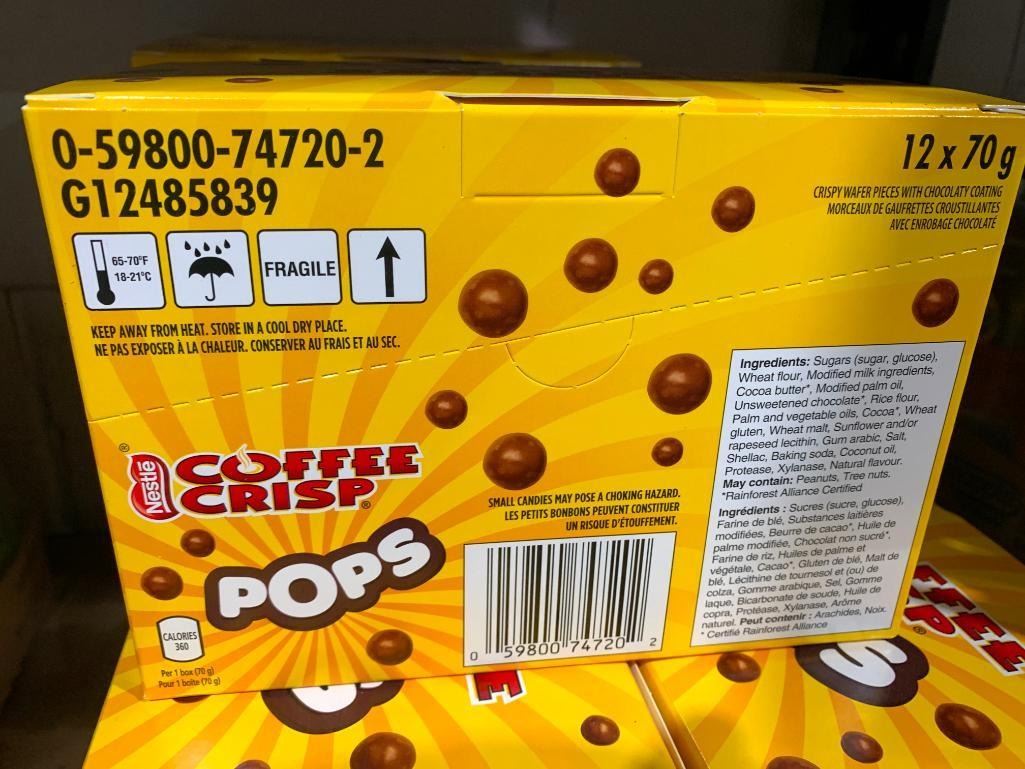 0-59800-74720-2
G12485839
12 x 70 g
CRISPY WAFER PIECES WITH CHOCOLATY COATING
MORCEAUX DE GAUFRETTES CROUSTILLANTES
AVEC ENROBAGE CHOCOLATÉ
65-70°F
18-21°C
FRAGILE
KEEP AWAY FROM HEAT. STORE IN A COOL DRY PLACE.
NE PAS EXPOSER À LA CHALEUR. CONSERVER AU FRAIS ET AU SEC.
Ingredients: Sugars (sugar, glucose),
Wheat flour, Modified milk ingredients,
Cocoa butter*, Modified palm oil,
Unsweetened chocolate*, Rice flour,
Palm and vegetable oils, Cocoa*, Wheat
gluten, Wheat malt, Sunflower and/or
rapeseed lecithin, Gum arabic, Salt,
Shellac, Baking soda, Coconut oil,
Protease, Xylanase, Natural flavour.
May contain: Peanuts, Tree nuts.
*Rainforest Alliance Certified
Ingrédients : Sucres (sucre, glucose),
Farine de blé, Substances laitières
modifiées, Beurre de cacao*, Huile de
palme modifiée, Chocolat non sucré*,
Farine de riz, Huiles de palme et
végétale, Cacao*, Gluten de blé, Malt de
blé, Lécithine de tournesol et (ou) de
colza, Gomme arabique, Sel, Gomme
laque, Bicarbonate de soude, Huile de
copra, Protéase, Xylanase, Arôme
naturel. Peut contenir : Arachides, Noix.
* Certifié Rainforest Alliance
®
Nestlé
COFFEE
CRISP®
POPS
SMALL CANDIES MAY POSE A CHOKING HAZARD.
LES PETITS BONBONS PEUVENT CONSTITUER
UN RISQUE D'ÉTOUFFEMENT.
0 59800 74720 2
CALORIES
360
Per 1 box (70 g)
Pour 1 boîte (70 g)